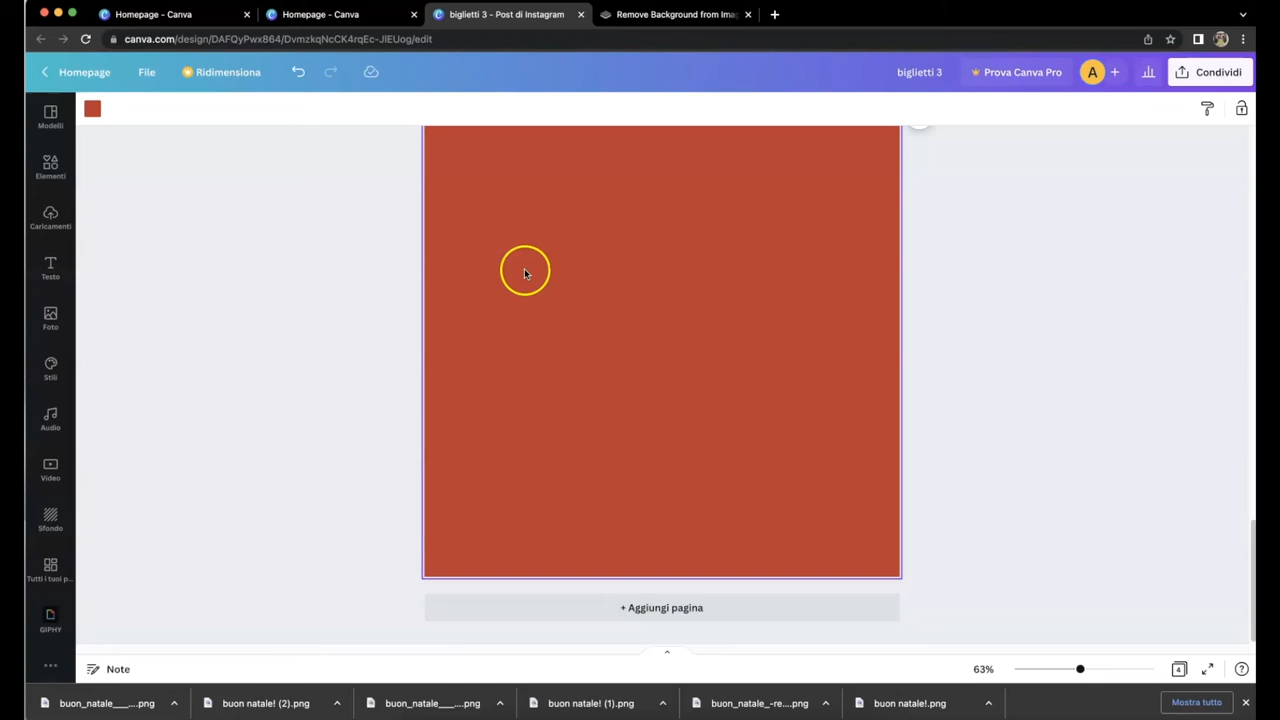 Homepage - Canva
Homepage - Canva
biglietti 3 - Post di Instagram
Remove Background from Ima
canva.com/design/DAFQyPwx864/DvmzkqNcCK4rqEc-JlEUog/edit
Homepage
File
Ridimensiona
biglietti 3
Prova Canva Pro
A
Condividi
Modelli
Elementi
Caricamenti
Testo
Foto
Stili
Audio
Video
Sfondo
Tutti i tuoi p...
GIPHY
+ Aggiungi pagina
Note
63%
4
buon_natale___....png
buon natale! (2).png
buon_natale___....png
buon natale! (1).png
buon_natale_-re....png
buon natale!.png
Mostra tutto